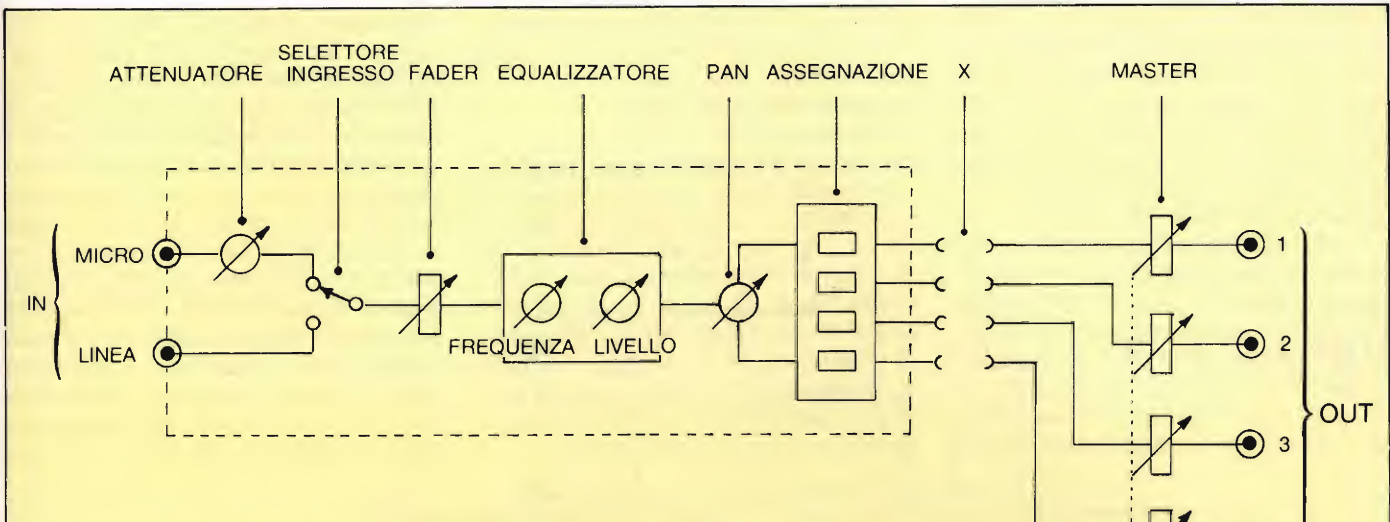 ATTENUATORE
SELETTORE
INGRESSO
FADER
EQUALIZZATORE
PAN
ASSEGNAZIONE
X
MASTER
IN
MICRO
LINEA
FREQUENZA
LIVELLO
1
2
3
OUT